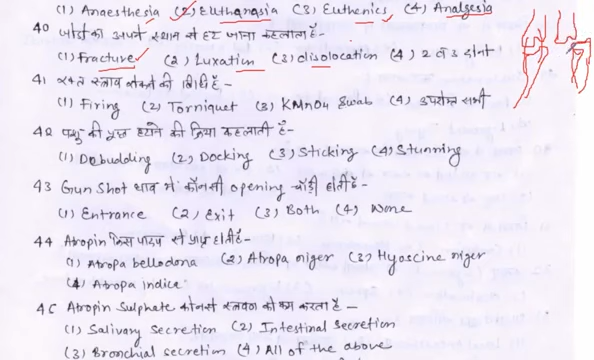 (1) Anaesthesia (2) Euthanasia (3) Euthenics (4) Analgesia
40 जोड़ों का अपने स्थान से हट जाना कहलाता है -
(1) Fracture (2) Luxation (3) disolocation (4) 2 व 3 दोनों
41 रक्त स्त्राव रोकने की विधि है -
(1) Firing (2) Torniquet (3) KMnO4 Swab (4) उपरोक्त सभी
42 पशु की पूंछ हटाने की क्रिया कहलाती है -
(1) Debudding (2) Docking (3) Sticking (4) Stunning
43 Gun Shot घाव में कौनसी opening चौड़ी होती है -
(1) Entrance (2) Exit (3) Both (4) None
44 Atropin किस पादप से प्राप्त होती है -
(1) Atropa bellodona (2) Atropa niger (3) Hyoscine niger
(4) Atropa indica
45 Atropin Sulphate कौनसे स्त्रवण को कम करता है -
(1) Salivary Secretion (2) Intestinal Secretion
(3) Bronchial secretion (4) All of the above